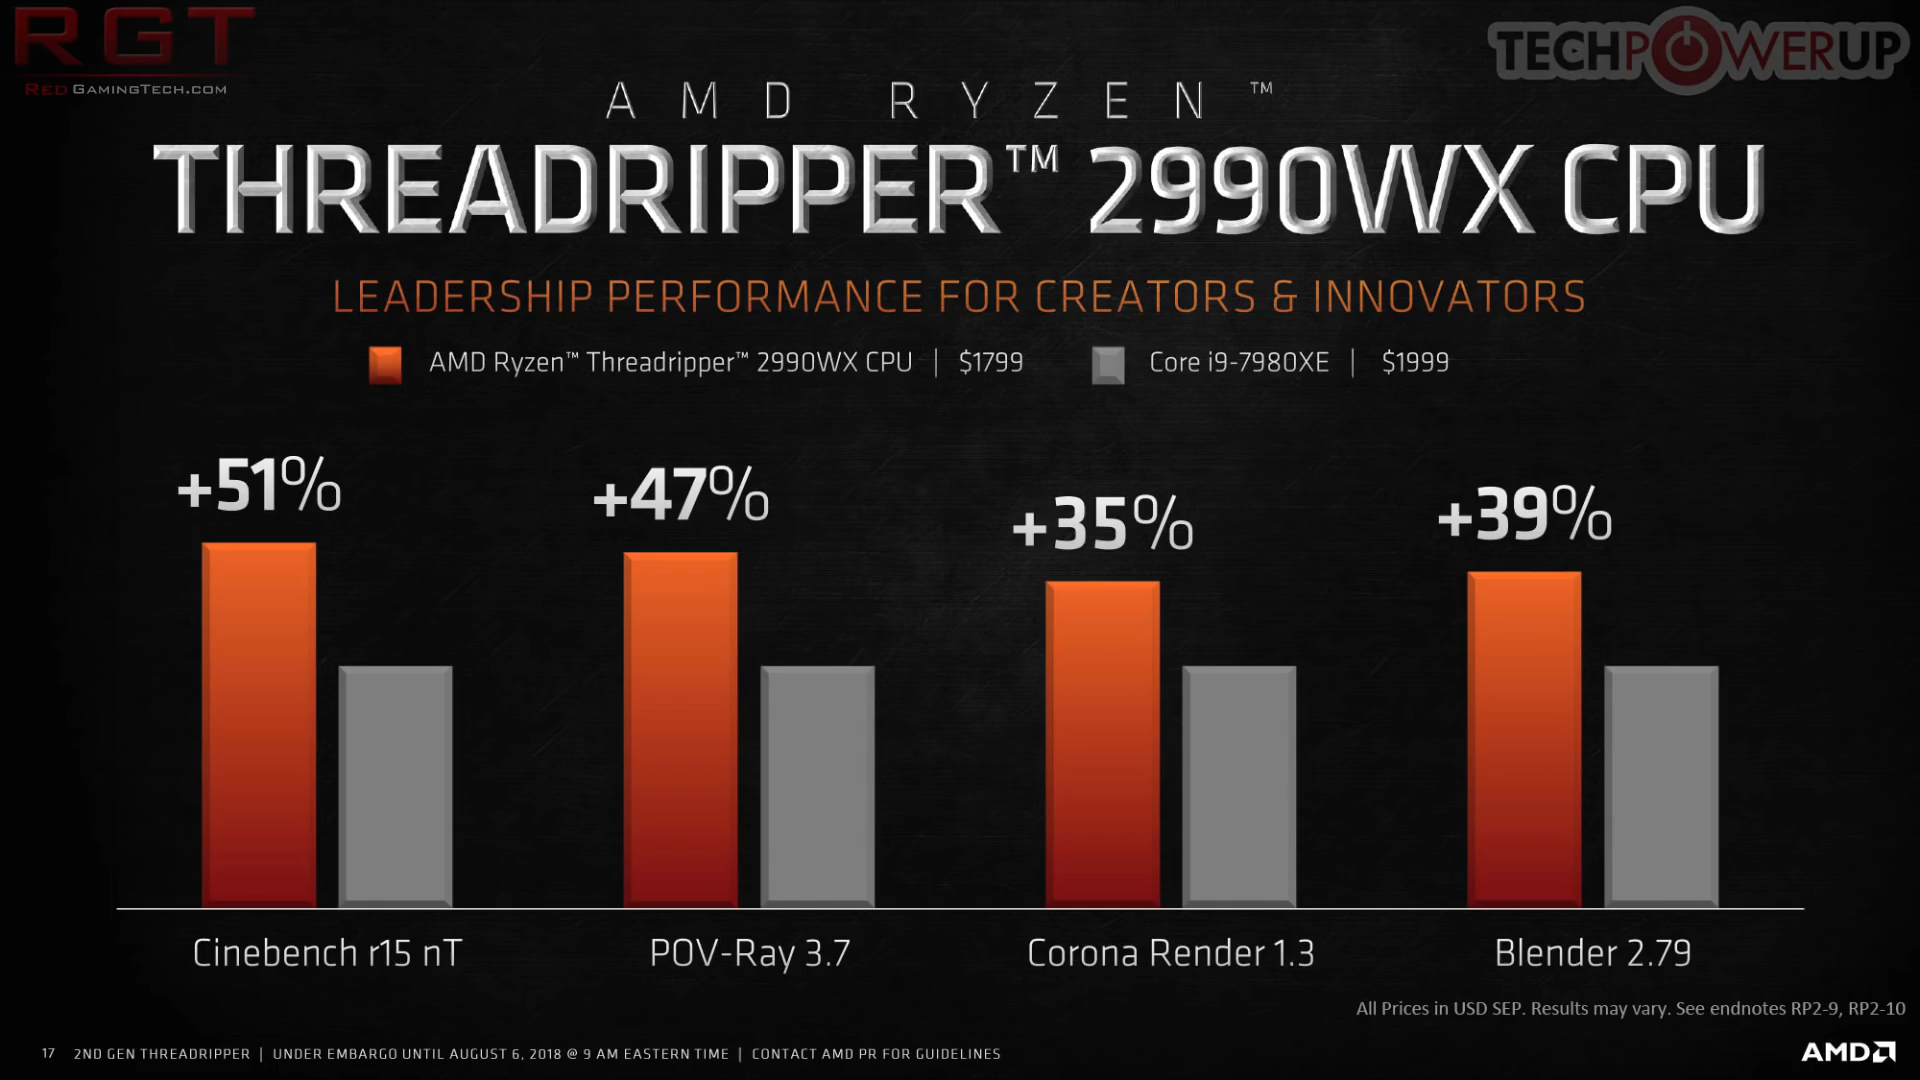 RGT
RED GAMINGTECH.COM
TECHPOWERUP
AMD RYZEN™
THREADRIPPER™ 2990WX CPU
LEADERSHIP PERFORMANCE FOR CREATORS & INNOVATORS
AMD Ryzen™ Threadripper™ 2990WX CPU | $1799
Core i9-7980XE | $1999
+51%
+47%
+35%
+39%
Cinebench r15 nT
POV-Ray 3.7
Corona Render 1.3
Blender 2.79
All Prices in USD SEP. Results may vary. See endnotes RP2-9, RP2-10
17 2ND GEN THREADRIPPER | UNDER EMBARGO UNTIL AUGUST 6, 2018 @ 9 AM EASTERN TIME | CONTACT AMD PR FOR GUIDELINES
AMD